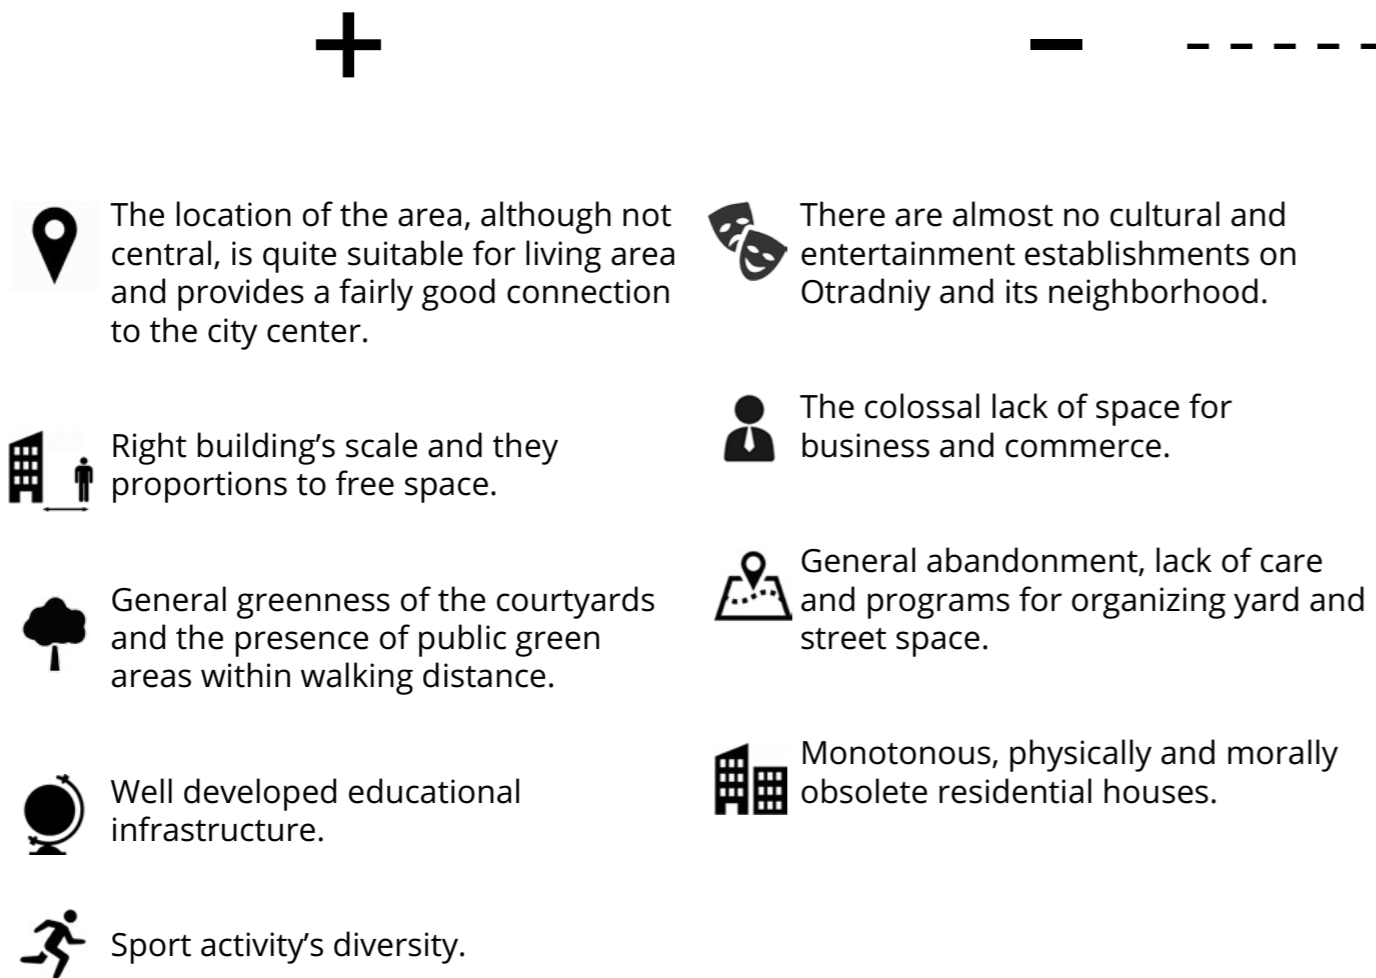 +
-
The location of the area, although not
central, is quite suitable for living area
and provides a fairly good connection
to the city center.
Right building’s scale and they
proportions to free space.
General greenness of the courtyards
and the presence of public green
areas within walking distance.
Well developed educational
infrastructure.
Sport activity’s diversity.
There are almost no cultural and
entertainment establishments on
Otradniy and its neighborhood.
The colossal lack of space for
business and commerce.
General abandonment, lack of care
and programs for organizing yard and
street space.
Monotonous, physically and morally
obsolete residential houses.